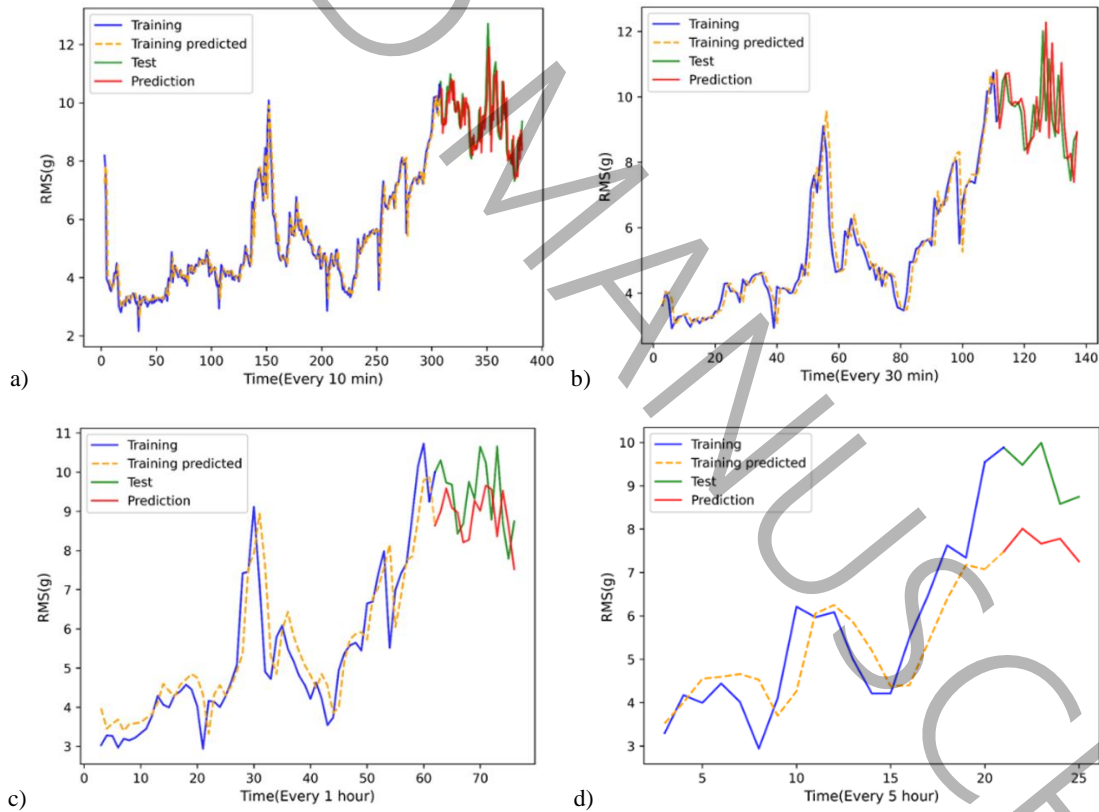 Training
Training predicted
Test
Prediction
RMS(g)
12
10
8
6
4
2
0 50 100 150 200 250 300 350 400
Time(Every 10 min)
a)
Training
Training predicted
Test
Prediction
RMS(g)
12
10
8
6
4
0 20 40 60 80 100 120 140
Time(Every 30 min)
b)
Training
Training predicted
Test
Prediction
RMS(g)
11
10
9
8
7
6
5
4
3
0 10 20 30 40 50 60 70
Time(Every 1 hour)
c)
Training
Training predicted
Test
Prediction
RMS(g)
10
9
8
7
6
5
4
3
5 10 15 20 25
Time(Every 5 hour)
d)
MANUSC